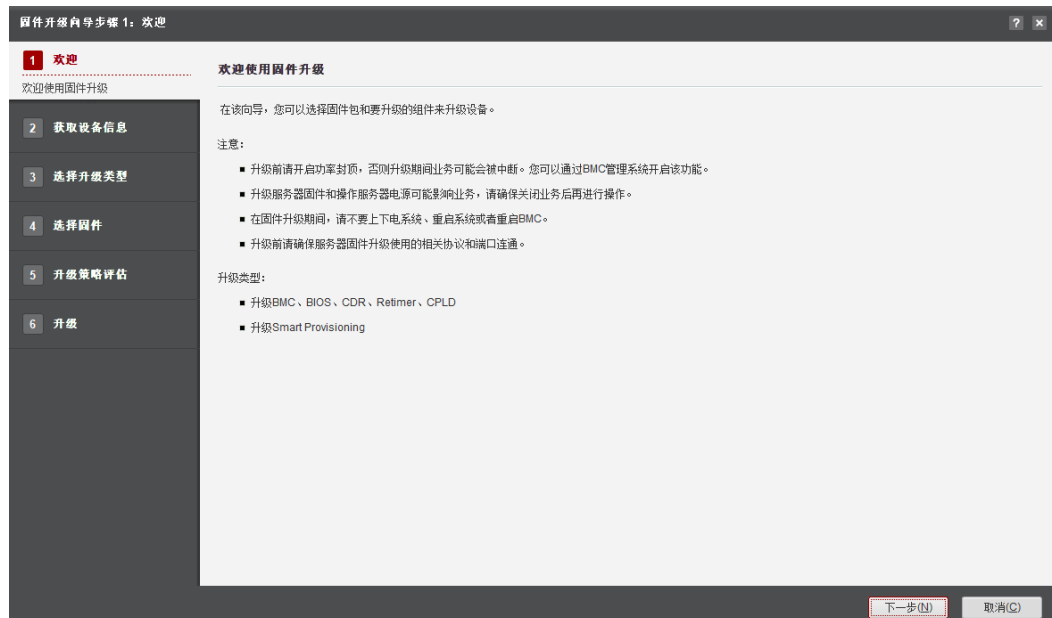 固件升级向导步骤 1：欢迎
? ×
1 欢迎
欢迎使用固件升级
2 获取设备信息
3 选择升级类型
4 选择固件
5 升级策略评估
6 升级
欢迎使用固件升级
在该向导，您可以选择固件包和要升级的组件来升级设备。
注意：
■ 升级前请开启功率封顶，否则升级期间业务可能会被中断。您可以通过BMC管理系统开启该功能。
■ 升级服务器固件和操作服务器电源可能影响业务，请确保关闭业务后再进行操作。
■ 在固件升级期间，请不要上下电系统、重启系统或者重启BMC。
■ 升级前请确保服务器固件升级使用的相关协议和端口连通。
升级类型：
■ 升级BMC、BIOS、CDR、Retimer、CPLD
■ 升级Smart Provisioning
下一步(N)
取消(C)